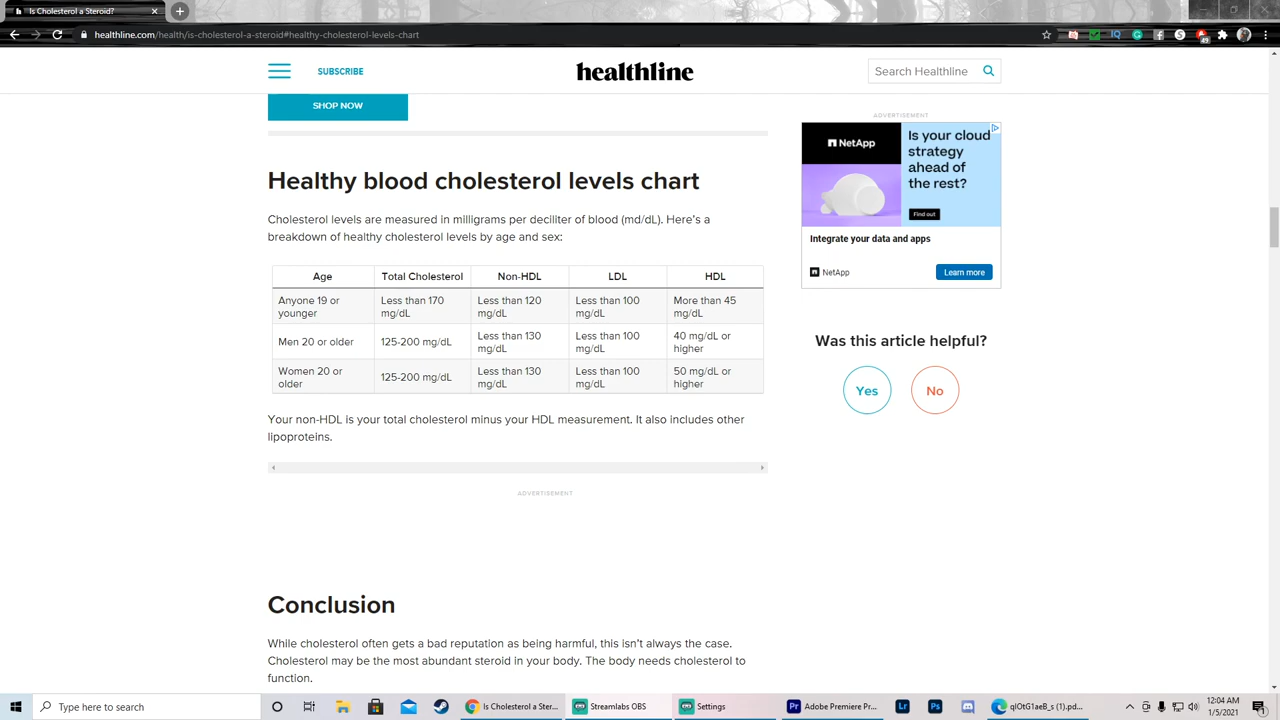 Is Cholesterol a Steroid?
healthline.com/health/is-cholesterol-a-steroid#healthy-cholesterol-levels-chart
49
SUBSCRIBE
healthline
Search Healthline
SHOP NOW
ADVERTISEMENT
NetApp
Is your cloud
strategy
ahead of
the rest?
Find out
Integrate your data and apps
NetApp
Learn more
Healthy blood cholesterol levels chart
Cholesterol levels are measured in milligrams per deciliter of blood (md/dL). Here's a
breakdown of healthy cholesterol levels by age and sex:
Age Total Cholesterol Non-HDL LDL HDL
Anyone 19 or younger Less than 170 mg/dL Less than 120 mg/dL Less than 100 mg/dL More than 45 mg/dL
Men 20 or older 125-200 mg/dL Less than 130 mg/dL Less than 100 mg/dL 40 mg/dL or higher
Women 20 or older 125-200 mg/dL Less than 130 mg/dL Less than 100 mg/dL 50 mg/dL or higher
Your non-HDL is your total cholesterol minus your HDL measurement. It also includes other
lipoproteins.
Was this article helpful?
Yes No
ADVERTISEMENT
Conclusion
While cholesterol often gets a bad reputation as being harmful, this isn't always the case.
Cholesterol may be the most abundant steroid in your body. The body needs cholesterol to
function.
Type here to search
Is Cholesterol a Ster...
Streamlabs OBS
Settings
Adobe Premiere Pr...
qIOtG1aeB_s (1).pd...
12:04 AM
1/5/2021